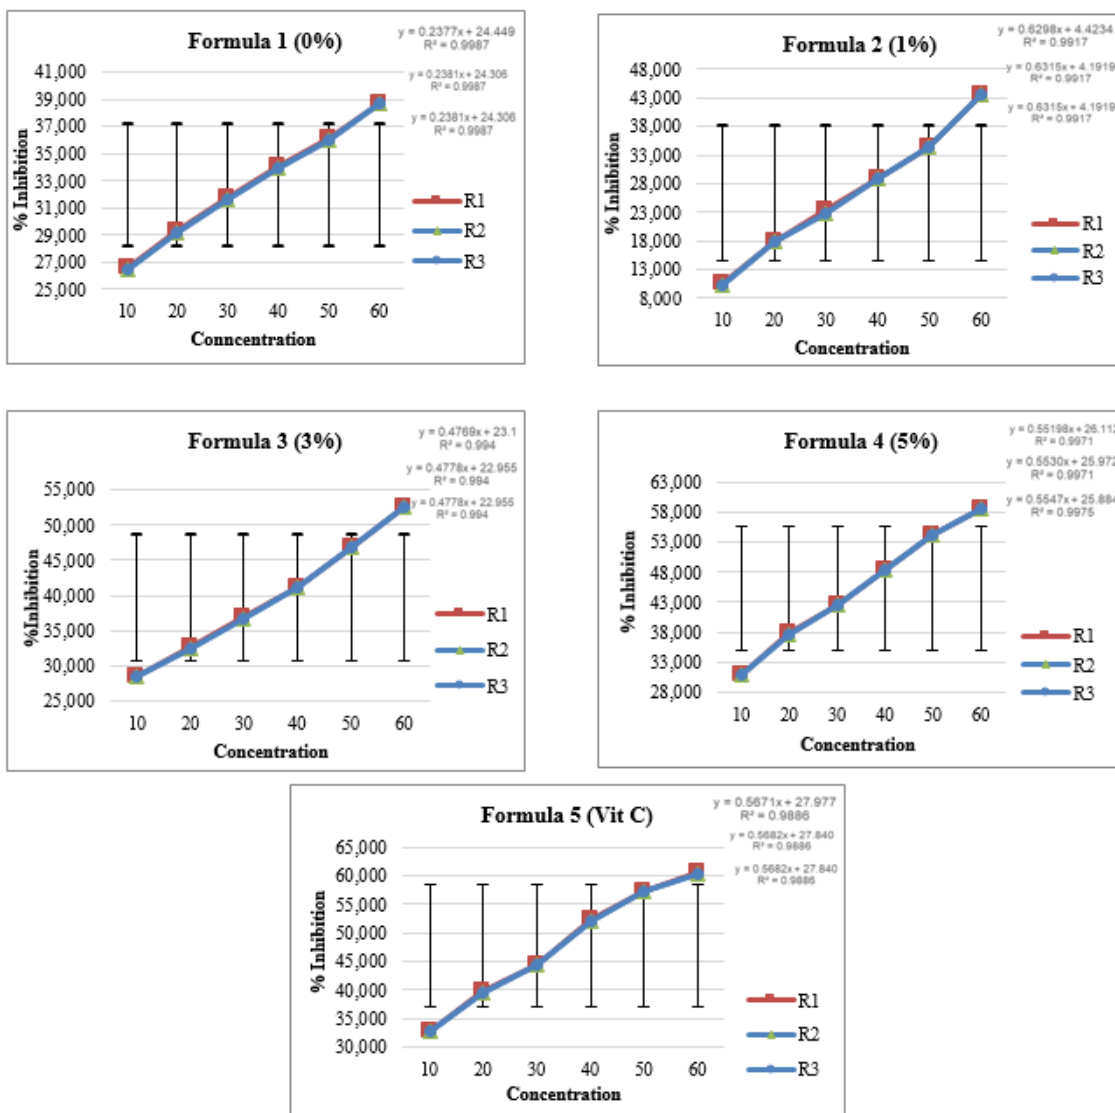 Formula 1 (0%)
y = 0.2377x + 24.449
R² = 0.9987
y = 0.2381x + 24.306
R² = 0.9987
y = 0.2381x + 24.306
R² = 0.9987
41,000
39,000
37,000
35,000
33,000
31,000
29,000
27,000
25,000
% Inhibition
10 20 30 40 50 60
Conncentration
R1
R2
R3
Formula 2 (1%)
y = 0.6298x + 4.4234
R² = 0.9917
y = 0.6315x + 4.1919
R² = 0.9917
y = 0.6315x + 4.1919
R² = 0.9917
48,000
43,000
38,000
33,000
28,000
23,000
18,000
13,000
8,000
% Inhibition
10 20 30 40 50 60
Concentration
R1
R2
R3
Formula 3 (3%)
y = 0.4769x + 23.1
R² = 0.994
y = 0.4778x + 22.955
R² = 0.994
y = 0.4778x + 22.955
R² = 0.994
55,000
50,000
45,000
40,000
35,000
30,000
25,000
%Inhibition
10 20 30 40 50 60
Concentration
R1
R2
R3
Formula 4 (5%)
y = 0.55198x + 26.112
R² = 0.9971
y = 0.5530x + 25.972
R² = 0.9971
y = 0.5547x + 25.884
R² = 0.9975
63,000
58,000
53,000
48,000
43,000
38,000
33,000
28,000
% Inhibition
10 20 30 40 50 60
Concentration
R1
R2
R3
Formula 5 (Vit C)
y = 0.5671x + 27.977
R² = 0.9886
y = 0.5682x + 27.840
R² = 0.9886
y = 0.5682x + 27.840
R² = 0.9886
65,000
60,000
55,000
50,000
45,000
40,000
35,000
30,000
% Inhibition
10 20 30 40 50 60
Concentration
R1
R2
R3